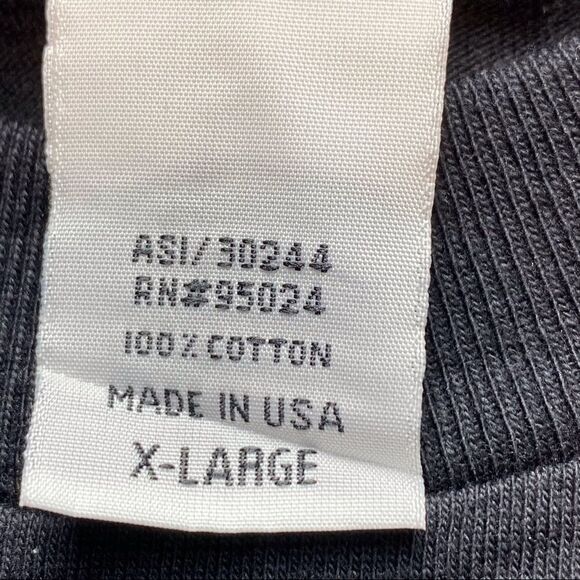 ASI/30244
RN#95024
100% COTTON
MADE IN USA
X-LARGE